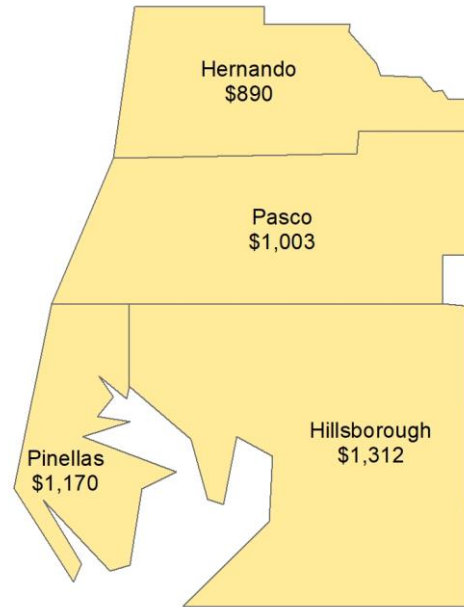 Hernando
$890
Pasco
$1,003
Hillsborough
$1,312
Pinellas
$1,170